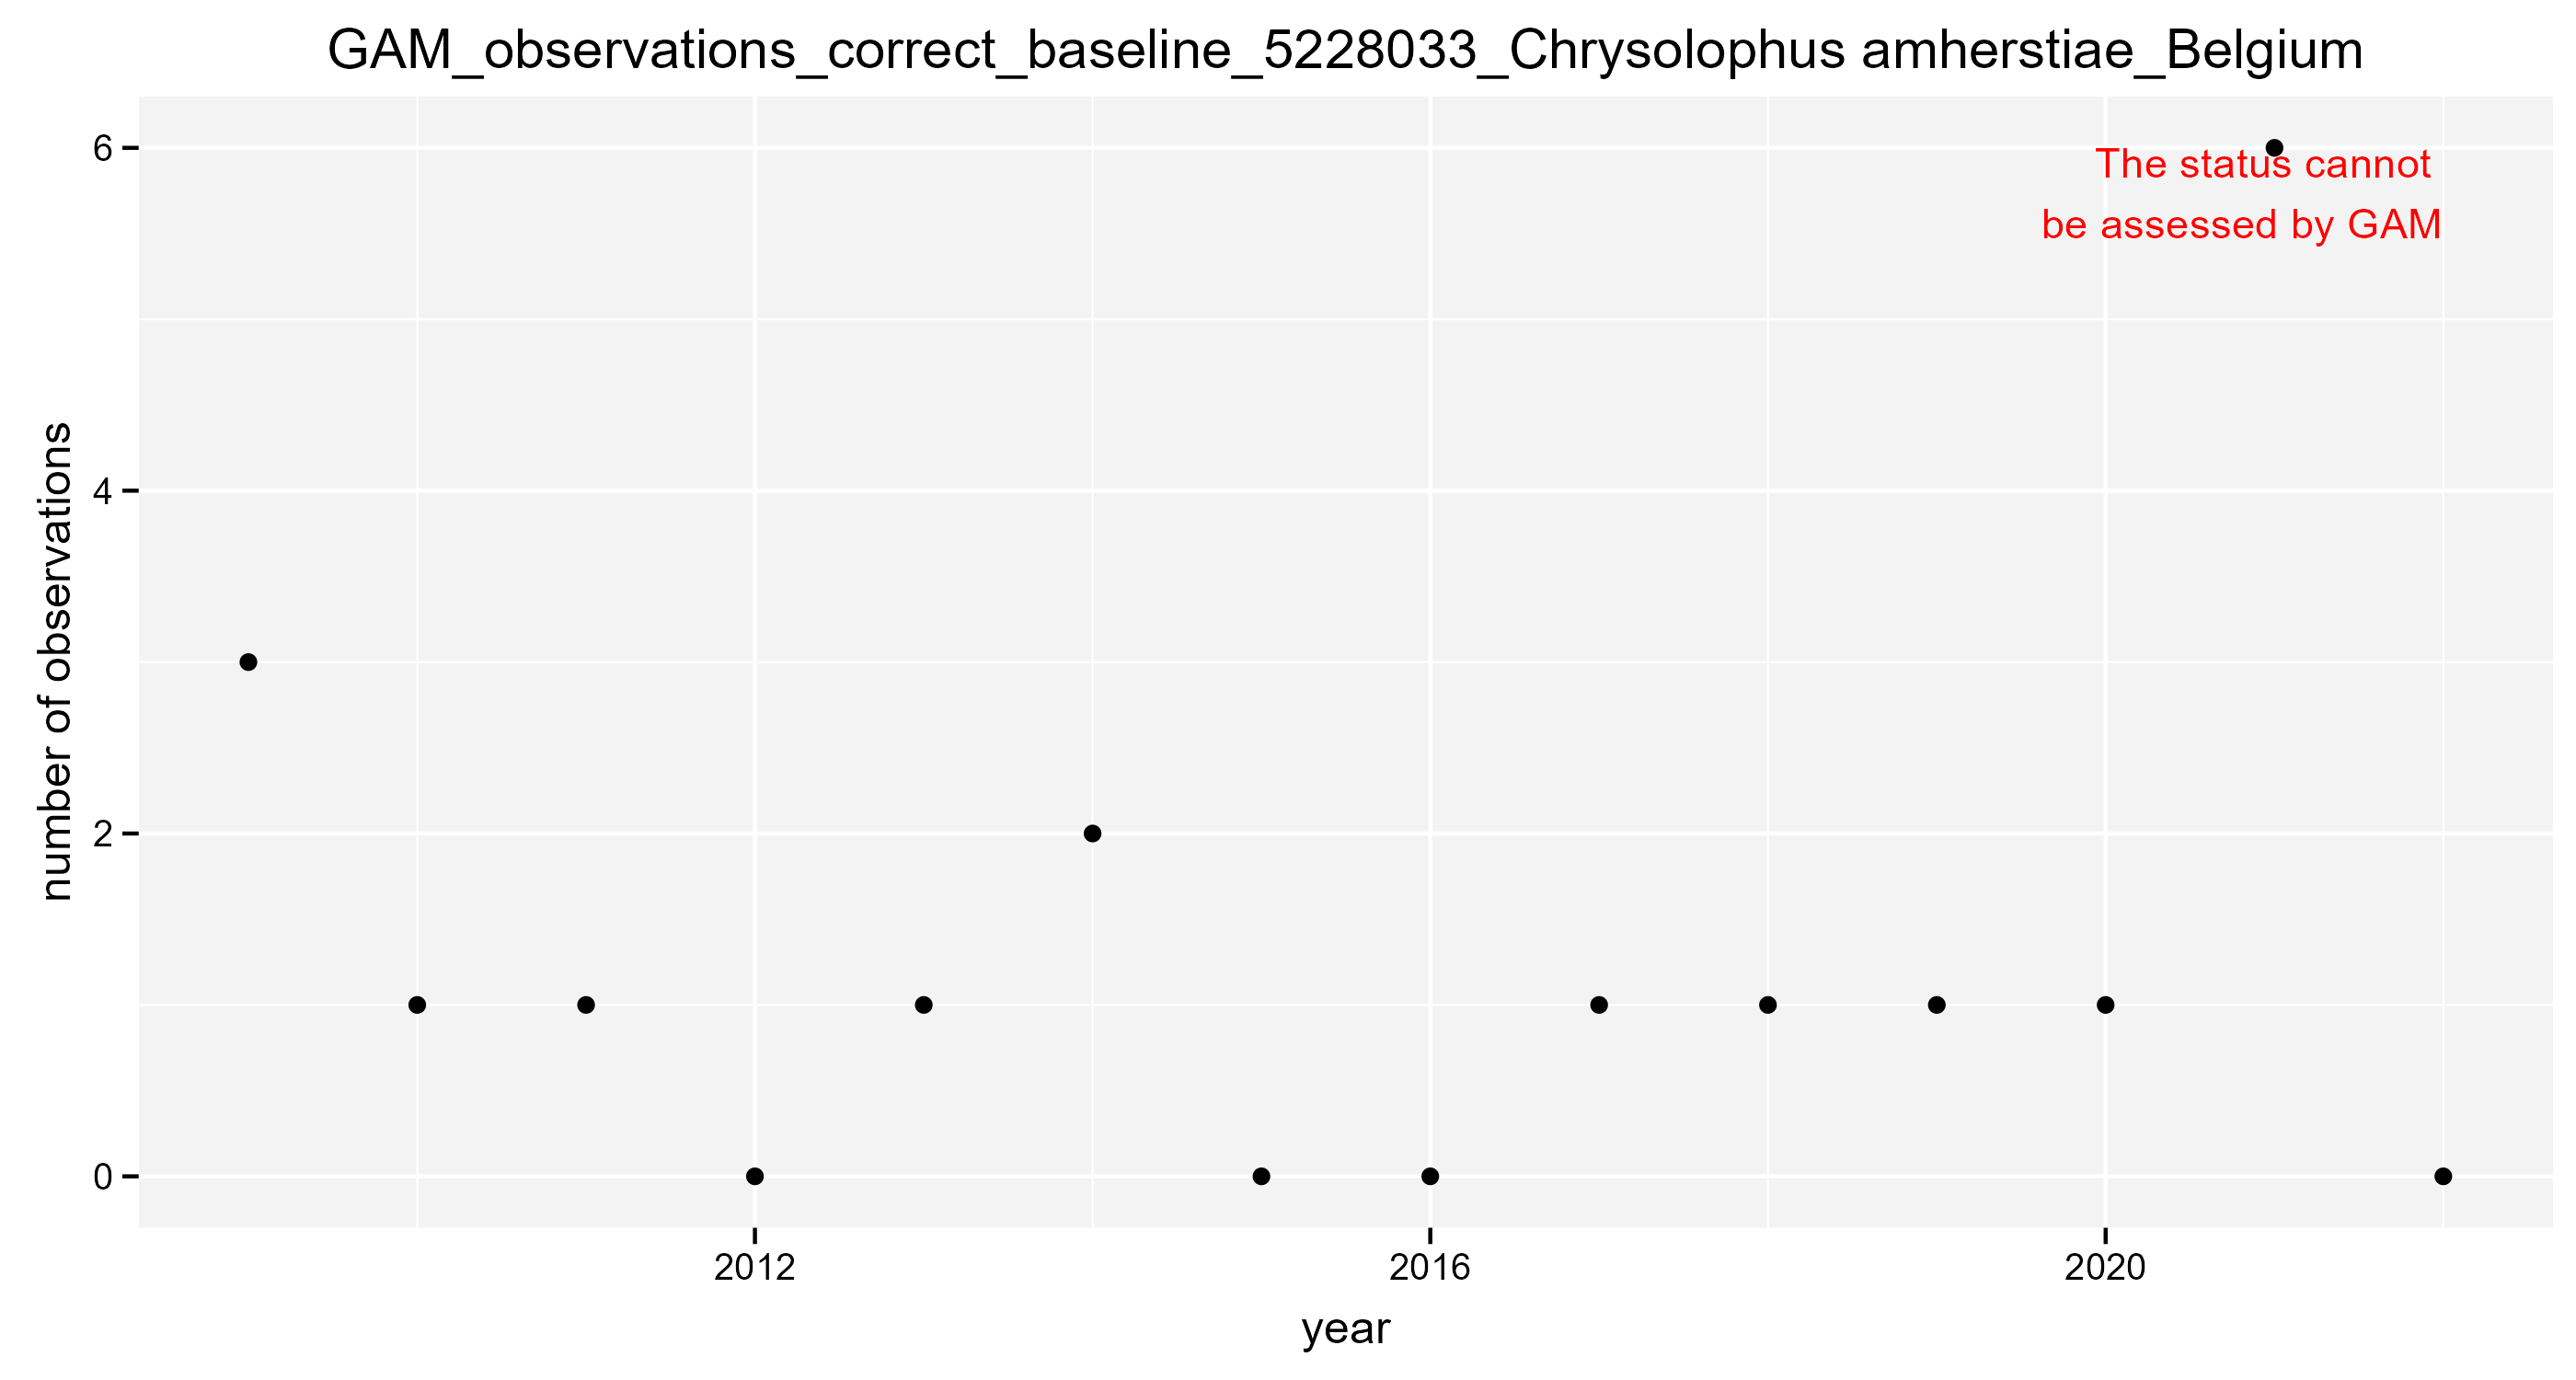 GAM_observations_correct_baseline_5228033_Chrysolophus amherstiae_Belgium
6
The status cannot
be assessed by GAM
4
number of observations
2
0
2012
2016
2020
year